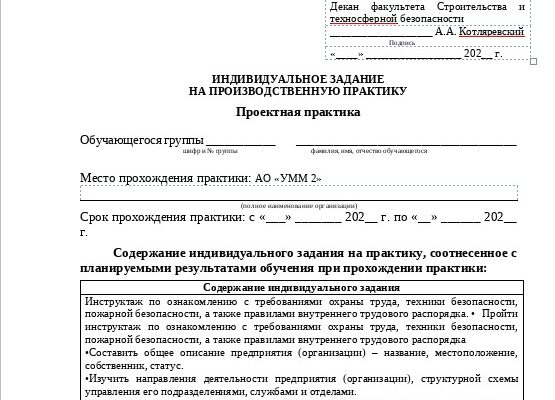 Декан факультета Строительства и
техносферной безопасности
__________________ А.А. Котляревский
Подпись
«____» _________________ 202__ г.
ИНДИВИДУАЛЬНОЕ ЗАДАНИЕ
НА ПРОИЗВОДСТВЕННУЮ ПРАКТИКУ
Проектная практика
Обучающегося группы ___________ ___________________________________
шифр и № группы фамилия, имя, отчество обучающегося
Место прохождения практики: АО «УММ 2»
(полное наименование организации)
Срок прохождения практики: с «___» _______ 202__ г. по «__» ______ 202__
г.
Содержание индивидуального задания на практику, соотнесенное с
планируемыми результатами обучения при прохождении практики:
Содержание индивидуального задания
Инструктаж по ознакомлению с требованиями охраны труда, техники безопасности,
пожарной безопасности, а также правилами внутреннего трудового распорядка. • Пройти
инструктаж по ознакомлению с требованиями охраны труда, техники безопасности,
пожарной безопасности, а также правилами внутреннего трудового распорядка
•Составить общее описание предприятия (организации) – название, местоположение,
собственник, статус.
•Изучить направления деятельности предприятия (организации), структурной схемы
управления его подразделениями, службами и отделами.